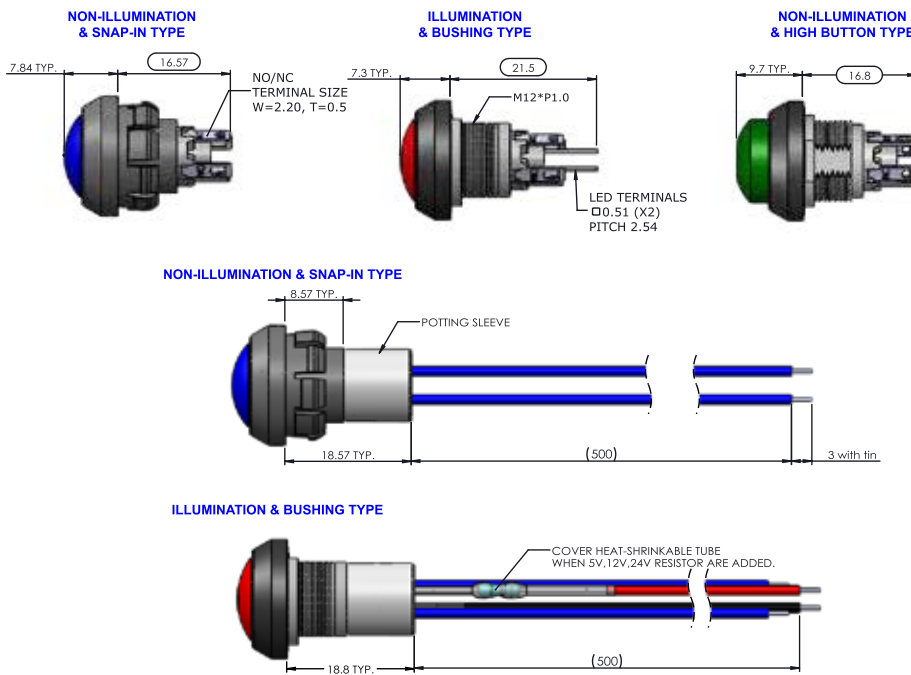 NON-ILLUMINATION
& SNAP-IN TYPE
7.84 TYP.
16.57
NO/NC
TERMINAL SIZE
W=2.20, T=0.5
ILLUMINATION
& BUSHING TYPE
7.3 TYP.
21.5
M12*P1.0
LED TERMINALS
□0.51 (X2)
PITCH 2.54
NON-ILLUMINATION
& HIGH BUTTON TYPE
9.7 TYP.
16.8
NON-ILLUMINATION & SNAP-IN TYPE
8.57 TYP.
POTTING SLEEVE
18.57 TYP.
(500)
3 with tin
ILLUMINATION & BUSHING TYPE
COVER HEAT-SHRINKABLE TUBE
WHEN 5V,12V,24V RESISTOR ARE ADDED.
18.8 TYP.
(500)